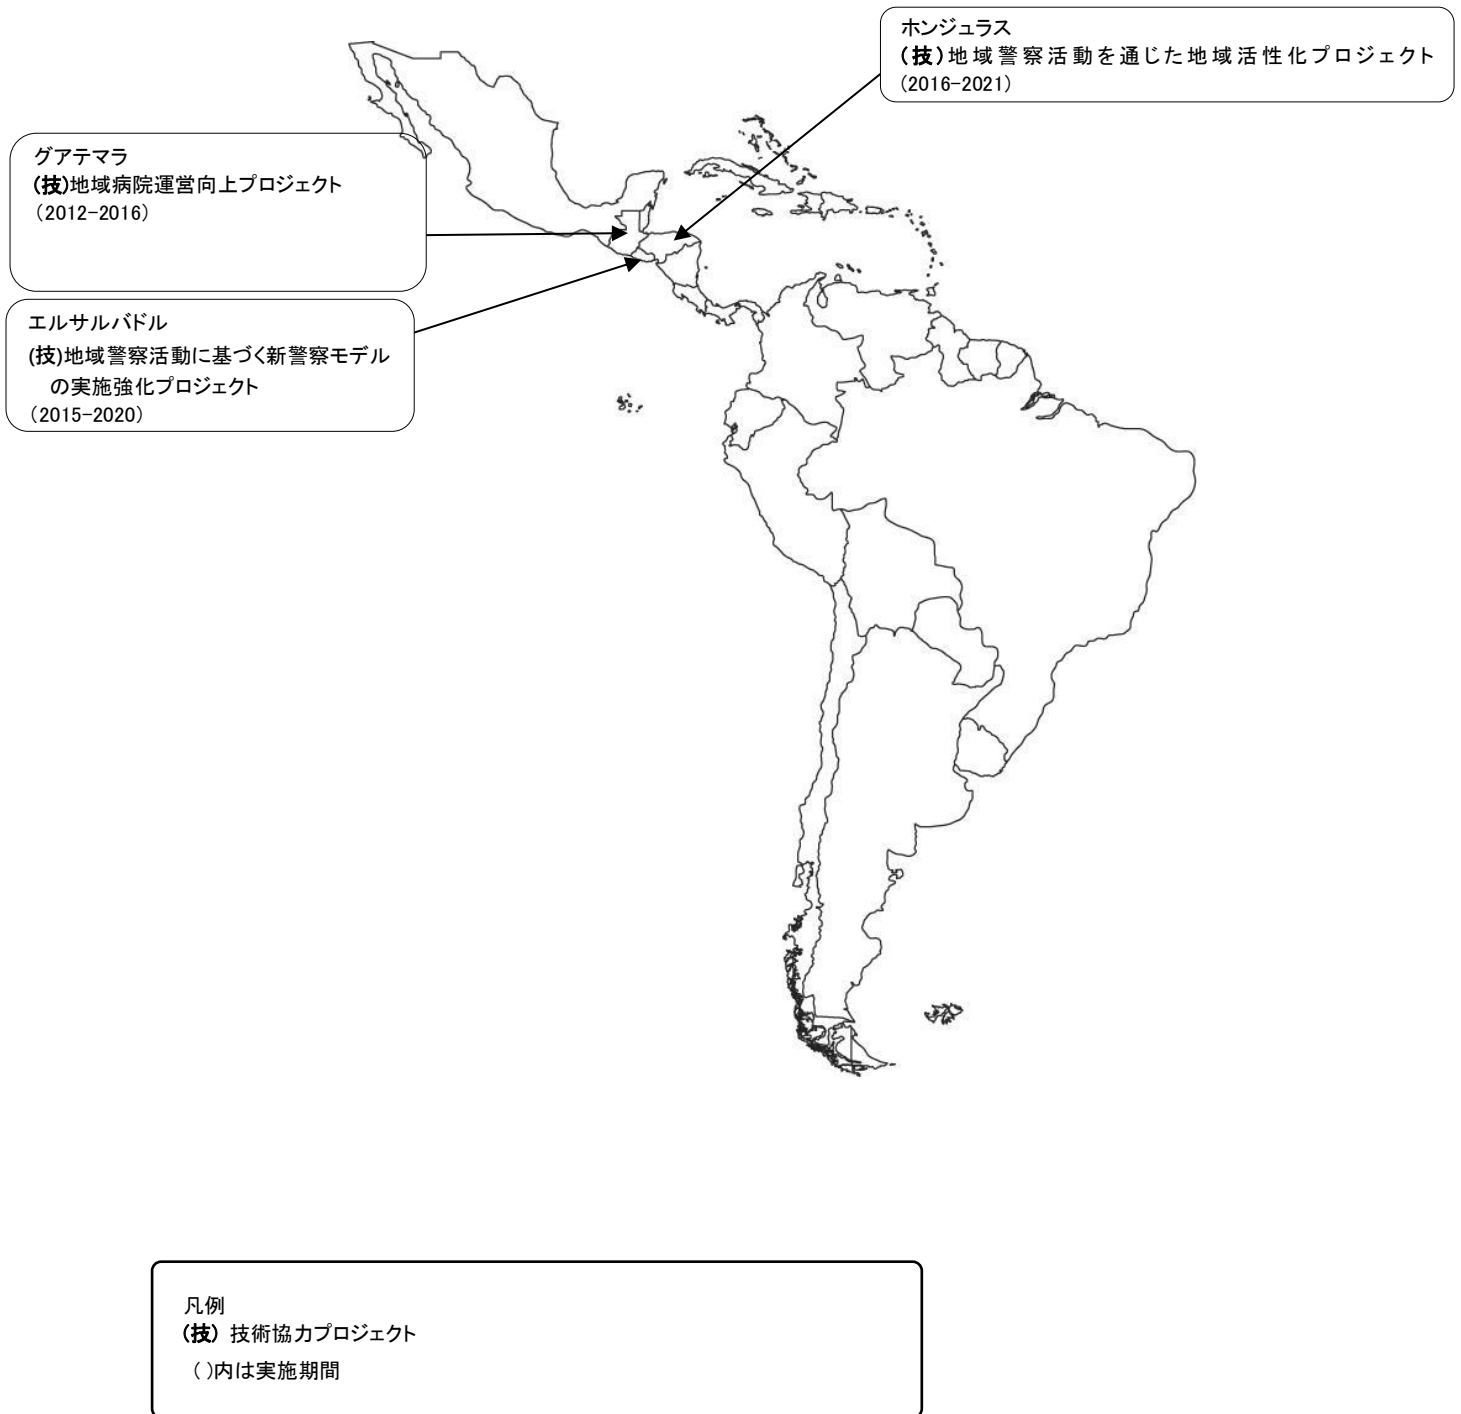 ホンジュラス
(技)地域警察活動を通じた地域活性化プロジェクト
(2016-2021)
グアテマラ
(技)地域病院運営向上プロジェクト
(2012-2016)
エルサルバドル
(技)地域警察活動に基づく新警察モデル
の実施強化プロジェクト
(2015-2020)
凡例
(技) 技術協力プロジェクト
( )内は実施期間